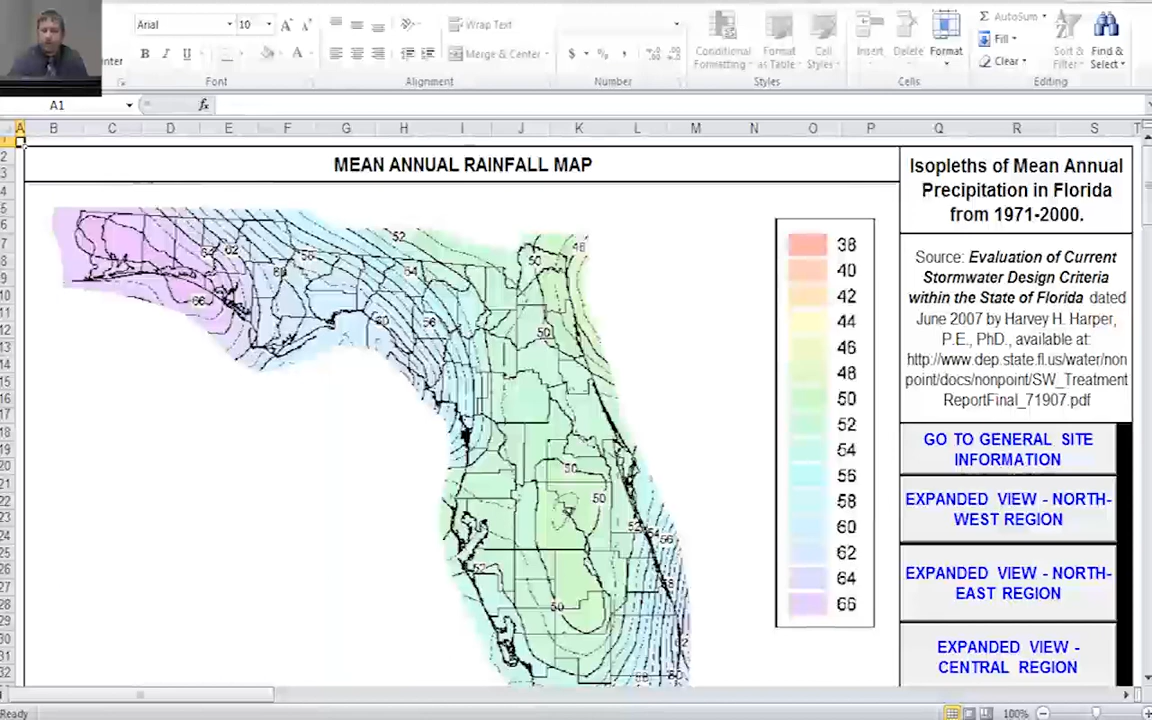 Arial 10 Wrap Text AutoSum
Fill
B I U Merge & Center $ % , Conditional Format Cell Insert Delete Format Sort & Find &
Formatting as Table Styles Clear Filter Select
Font Alignment Number Styles Cells Editing
A1 fx
A B C D E F G H I J K L M N O P Q R S T
MEAN ANNUAL RAINFALL MAP
Isopleths of Mean Annual
Precipitation in Florida
from 1971-2000.
Source: Evaluation of Current
Stormwater Design Criteria
within the State of Florida dated
June 2007 by Harvey H. Harper,
P.E., PhD., available at:
http://www.dep.state.fl.us/water/non
point/docs/nonpoint/SW_Treatment
ReportFinal_71907.pdf
38
40
42
44
46
48
50
52
54
56
58
60
62
64
66
GO TO GENERAL SITE
INFORMATION
EXPANDED VIEW - NORTH-
WEST REGION
EXPANDED VIEW - NORTH-
EAST REGION
EXPANDED VIEW -
CENTRAL REGION
Ready 100%